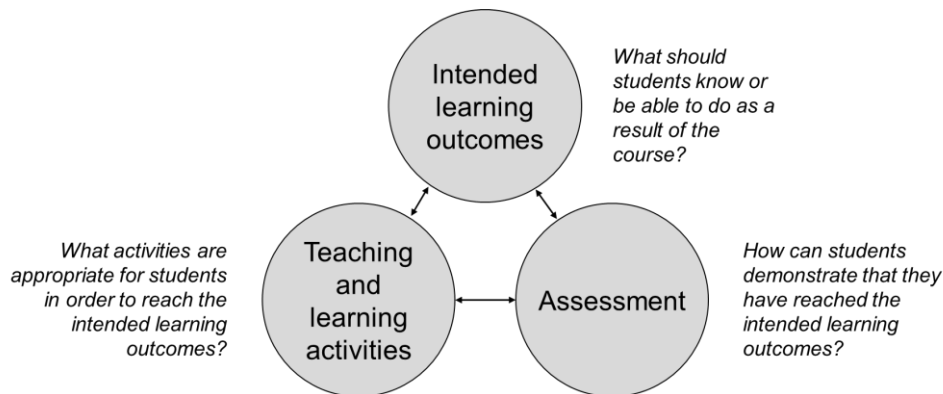 Intended
learning
outcomes
What should
students know or
be able to do as a
result of the
course?
What activities are
appropriate for students
in order to reach the
intended learning
outcomes?
Teaching
and
learning
activities
Assessment
How can students
demonstrate that they
have reached the
intended learning
outcomes?